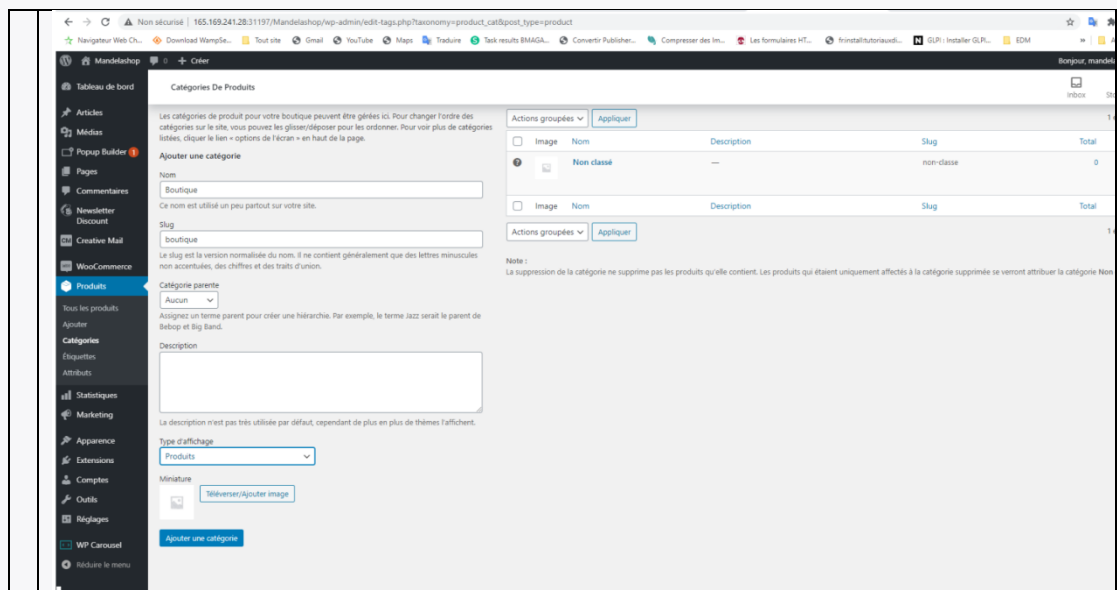 Non sécurisé | 165.169.241.28:31197/Mandelashop/wp-admin/edit-tags.php?taxonomy=product_cat&post_type=product
Navigateur Web Ch... Download WampSe... Tout site Gmail YouTube Maps Traduire Task results BMAGA... Convertir Publisher... Compresser des Im... Les formulaires HT... frinstalltutoriauxdi... GLPI : Installer GLPI... EDM »
Mandelashop 0 + Créer Bonjour, mandela
Tableau de bord
Articles
Médias
Popup Builder 1
Pages
Commentaires
Newsletter
Discount
Creative Mail
WooCommerce
Produits
Tous les produits
Ajouter
Catégories
Étiquettes
Attributs
Statistiques
Marketing
Apparence
Extensions
Comptes
Outils
Réglages
WP Carousel
Réduire le menu
Catégories De Produits
Inbox
Les catégories de produit pour votre boutique peuvent être gérées ici. Pour changer l'ordre des
catégories sur le site, vous pouvez les glisser/déposer pour les ordonner. Pour voir plus de catégories
listées, cliquer le lien « options de l'écran » en haut de la page.
Ajouter une catégorie
Nom
Boutique
Ce nom est utilisé un peu partout sur votre site.
Slug
boutique
Le slug est la version normalisée du nom. Il ne contient généralement que des lettres minuscules
non accentuées, des chiffres et des traits d'union.
Catégorie parente
Aucun
Assignez un terme parent pour créer une hiérarchie. Par exemple, le terme Jazz serait le parent de
Bebop et Big Band.
Description
La description n'est pas très utilisée par défaut, cependant de plus en plus de thèmes l'affichent.
Type d'affichage
Produits
Miniature
Téléverser/Ajouter image
Ajouter une catégorie
Actions groupées Appliquer
Image Nom Description Slug Total
Non classé — non-classe 0
Image Nom Description Slug Total
Actions groupées Appliquer
Note :
La suppression de la catégorie ne supprime pas les produits qu'elle contient. Les produits qui étaient uniquement affectés à la catégorie supprimée se verront attribuer la catégorie Non